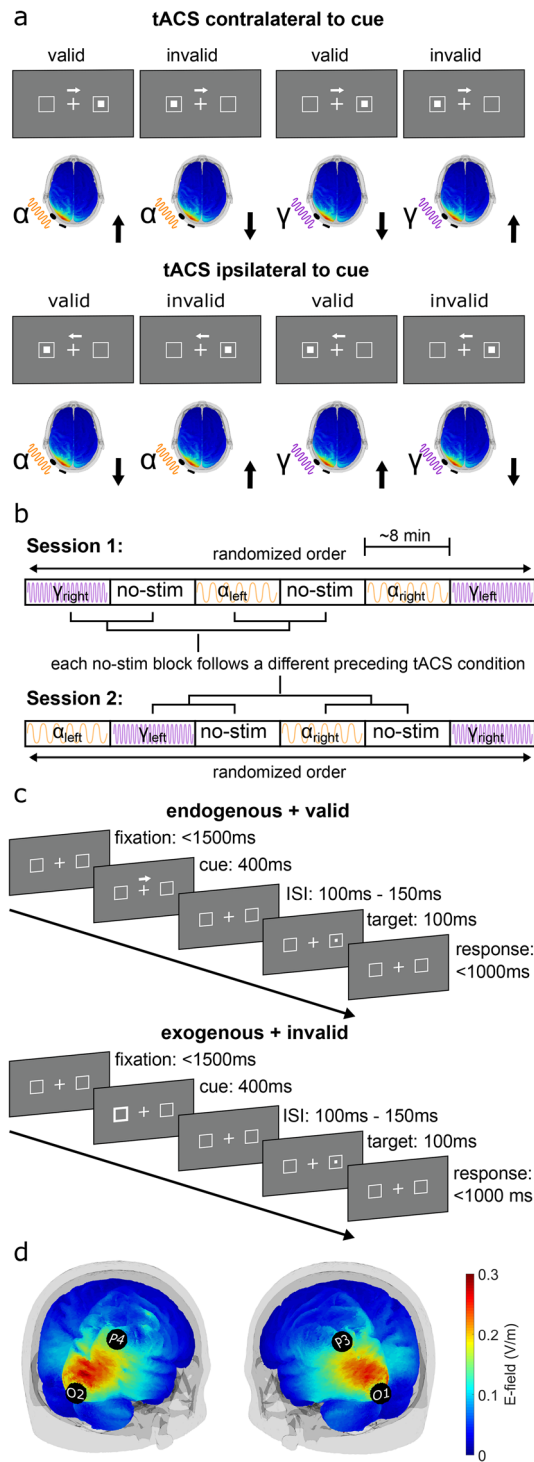 a
tACS contralateral to cue
valid invalid valid invalid
α α γ γ
tACS ipsilateral to cue
valid invalid valid invalid
α α γ γ
b
Session 1:
~8 min
randomized order
γright no-stim αleft no-stim αright γleft
each no-stim block follows a different preceding tACS condition
Session 2:
αleft γleft no-stim αright no-stim γright
randomized order
c
endogenous + valid
fixation: <1500ms
cue: 400ms
ISI: 100ms - 150ms
target: 100ms
response:
<1000ms
exogenous + invalid
fixation: <1500ms
cue: 400ms
ISI: 100ms - 150ms
target: 100ms
response:
<1000 ms
d
P4
O2
P3
O1
0.3
0.2
0.1
0
E-field (V/m)